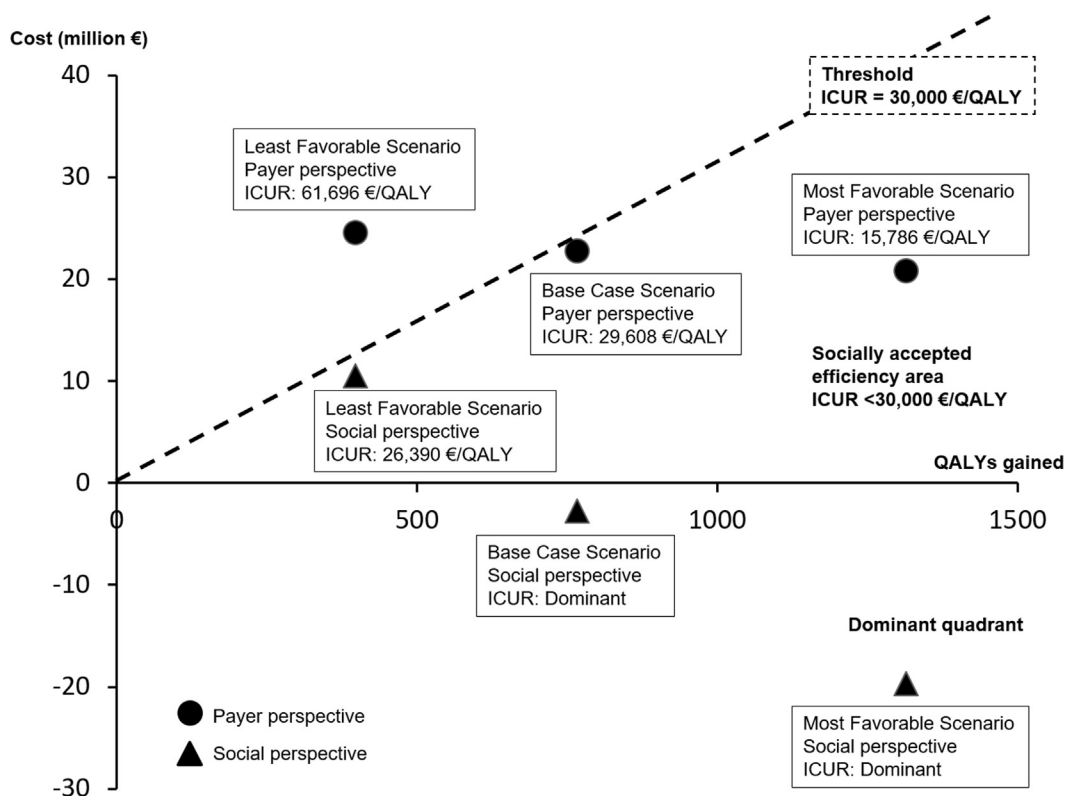 Cost (million €)
40
Threshold
ICUR = 30,000 €/QALY
Least Favorable Scenario
Payer perspective
ICUR: 61,696 €/QALY
30
Most Favorable Scenario
Payer perspective
ICUR: 15,786 €/QALY
20
Base Case Scenario
Payer perspective
ICUR: 29,608 €/QALY
Socially accepted
efficiency area
ICUR <30,000 €/QALY
10
Least Favorable Scenario
Social perspective
ICUR: 26,390 €/QALY
QALYs gained
0
0
500
1000
1500
Base Case Scenario
Social perspective
ICUR: Dominant
-10
Dominant quadrant
-20
Payer perspective
Social perspective
Most Favorable Scenario
Social perspective
ICUR: Dominant
-30